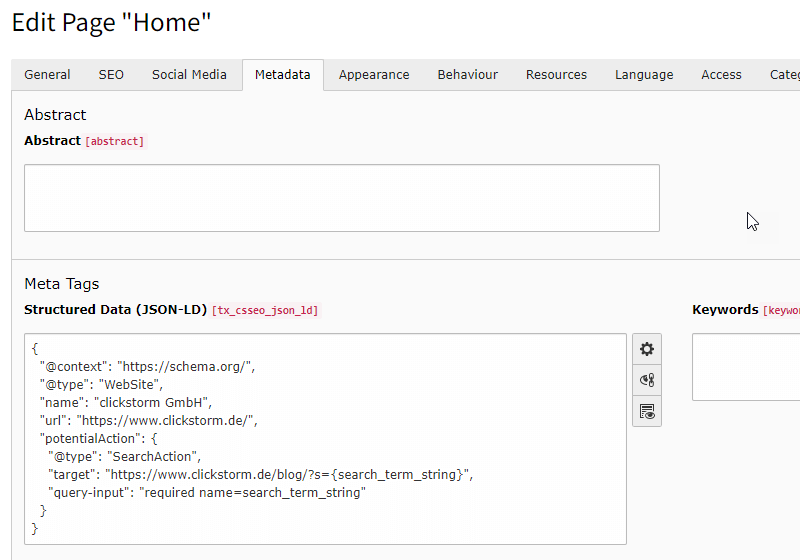 Edit Page "Home"
General SEO Social Media Metadata Appearance Behaviour Resources Language Access Categ
Abstract
Abstract [abstract]
Meta Tags
Structured Data (JSON-LD) [tx_csseo_json_ld] Keywords [keywor
{
"@context": "https://schema.org/",
"@type": "WebSite",
"name": "clickstorm GmbH",
"url": "https://www.clickstorm.de/",
"potentialAction": {
"@type": "SearchAction",
"target": "https://www.clickstorm.de/blog/?s={search_term_string}",
"query-input": "required name=search_term_string"
}
}